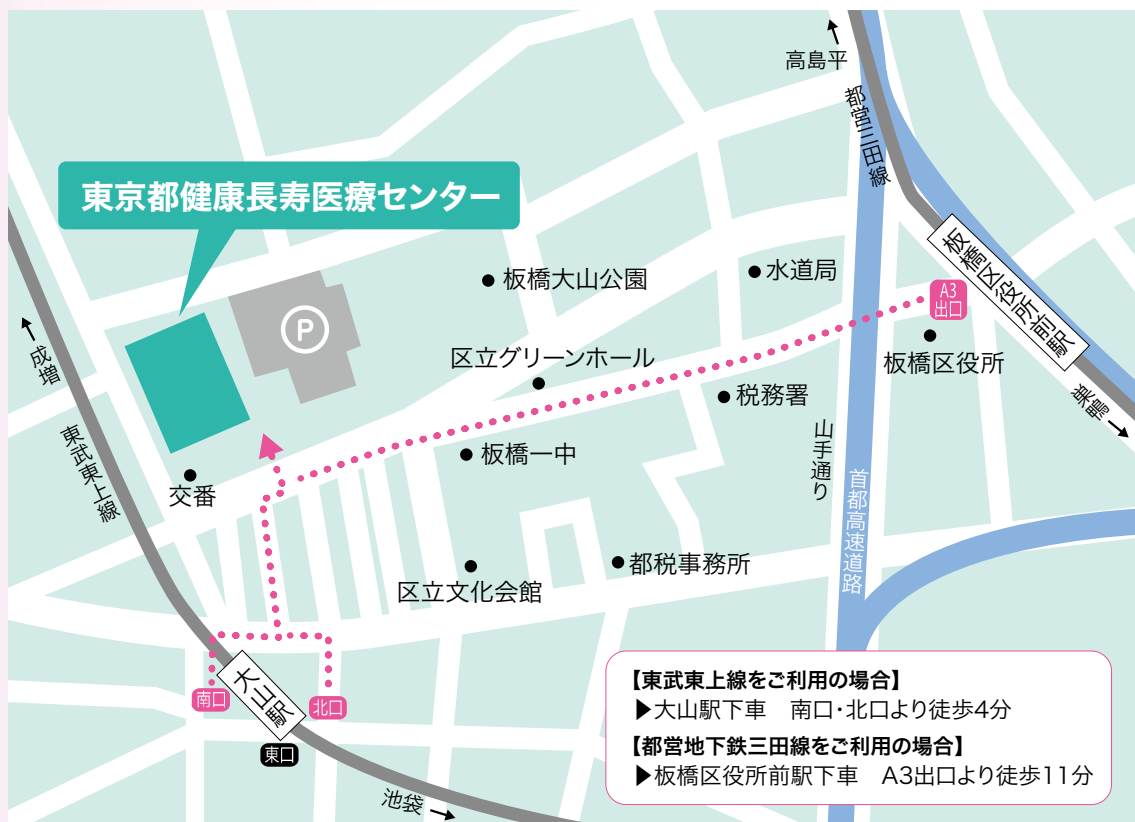 高島平
都営三田線
東京都健康長寿医療センター
板橋区役所前駅
水道局
板橋大山公園
A3
出口
P
成増
区立グリーンホール
板橋区役所
税務署
巣鴨
東武東上線
山手通り
板橋一中
首都高速道路
交番
都税事務所
区立文化会館
南口
大山駅
北口
東口
池袋
【東武東上線をご利用の場合】
▶大山駅下車　南口・北口より徒歩4分
【都営地下鉄三田線をご利用の場合】
▶板橋区役所前駅下車　A3出口より徒歩11分